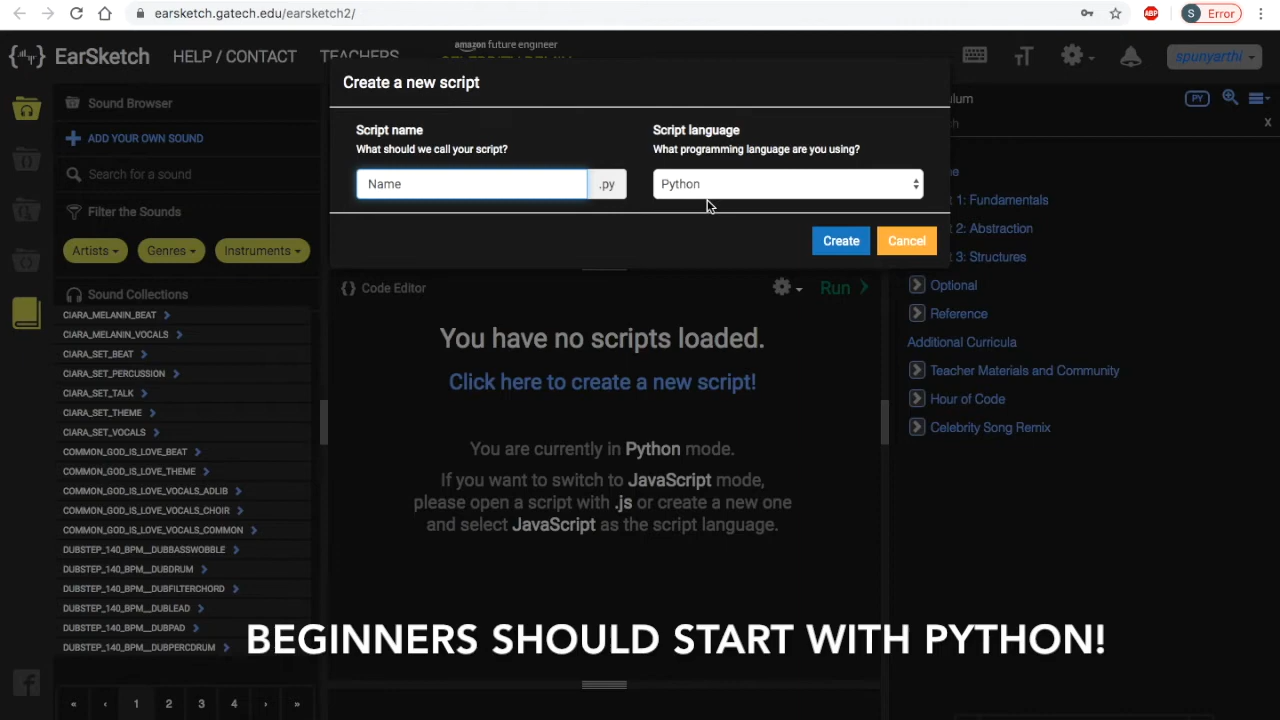 earsketch.gatech.edu/earsketch2/
ABP
S Error
EarSketch
HELP / CONTACT
TEACHERS
amazon future engineer
spunyarthi
Create a new script
Script name
What should we call your script?
Name
.py
Script language
What programming language are you using?
Python
Create
Cancel
Sound Browser
ADD YOUR OWN SOUND
Search for a sound
Filter the Sounds
Artists
Genres
Instruments
Sound Collections
CIARA_MELANIN_BEAT
CIARA_MELANIN_VOCALS
CIARA_SET_BEAT
CIARA_SET_PERCUSSION
CIARA_SET_TALK
CIARA_SET_THEME
CIARA_SET_VOCALS
COMMON_GOD_IS_LOVE_BEAT
COMMON_GOD_IS_LOVE_THEME
COMMON_GOD_IS_LOVE_VOCALS_ADLIB
COMMON_GOD_IS_LOVE_VOCALS_CHOIR
COMMON_GOD_IS_LOVE_VOCALS_COMMON
DUBSTEP_140_BPM__DUBBASSWOBBLE
DUBSTEP_140_BPM__DUBDRUM
DUBSTEP_140_BPM__DUBFILTERCHORD
DUBSTEP_140_BPM__DUBLEAD
DUBSTEP_140_BPM__DUBPAD
DUBSTEP_140_BPM__DUBPERCDRUM
« ‹ 1 2 3 4 › »
{} Code Editor
Run
You have no scripts loaded.
Click here to create a new script!
You are currently in Python mode.
If you want to switch to JavaScript mode,
please open a script with .js or create a new one
and select JavaScript as the script language.
lum
PY
h
X
e
1: Fundamentals
2: Abstraction
3: Structures
Optional
Reference
Additional Curricula
Teacher Materials and Community
Hour of Code
Celebrity Song Remix
BEGINNERS SHOULD START WITH PYTHON!